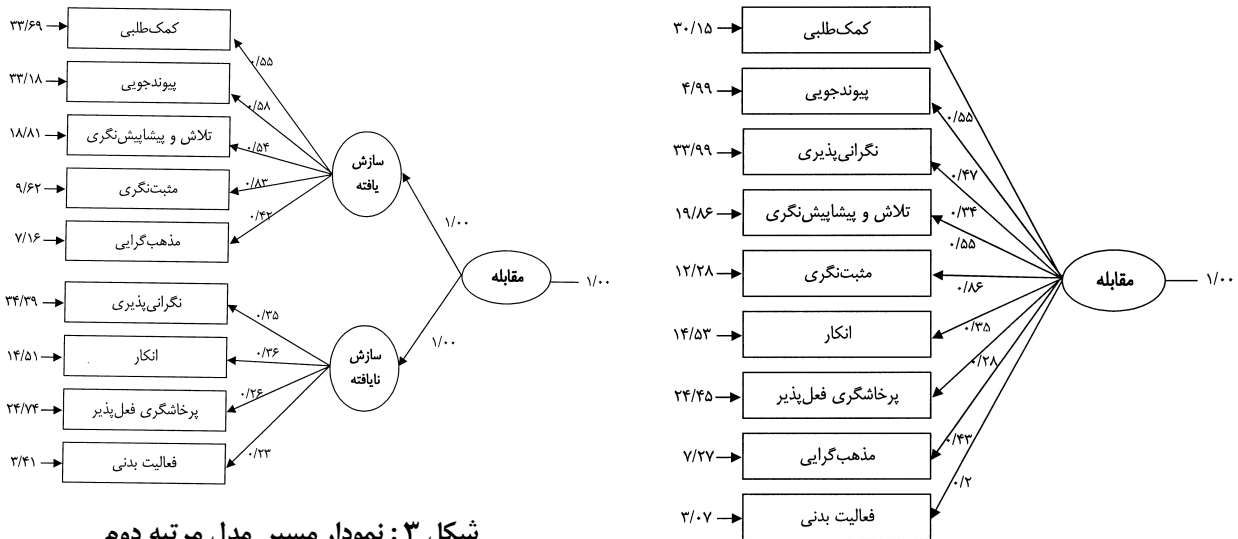 ۳۳/۶۹
کمک‌طلبی
۰/۵۵
۳۳/۱۸
پیوندجویی
۰/۵۸
۱۸/۸۱
تلاش و پیشاپیش‌نگری
۰/۵۴
۹/۶۲
مثبت‌نگری
۰/۸۳
۷/۱۶
مذهب‌گرایی
۰/۴۲
سازش
یافته
۱/۰۰
۳۴/۳۹
نگرانی‌پذیری
۰/۳۵
۱۴/۵۱
انکار
۰/۳۶
۲۴/۷۴
پرخاشگری فعل‌پذیر
۰/۲۶
۳/۴۱
فعالیت بدنی
۰/۲۳
سازش
نایافته
۱/۰۰
مقابله
۱/۰۰
شکل ۳ : نمودار مسیر مدل مرتبه دوم
۳۰/۱۵
کمک‌طلبی
۰/۵۵
۴/۹۹
پیوندجویی
۰/۴۷
۳۳/۹۹
نگرانی‌پذیری
۰/۳۴
۱۹/۸۶
تلاش و پیشاپیش‌نگری
۰/۵۵
۱۲/۲۸
مثبت‌نگری
۰/۸۶
۱۴/۵۳
انکار
۰/۳۵
۲۴/۴۵
پرخاشگری فعل‌پذیر
۰/۲۸
۷/۲۷
مذهب‌گرایی
۰/۴۳
۳/۰۷
فعالیت بدنی
۰/۲
مقابله
۱/۰۰